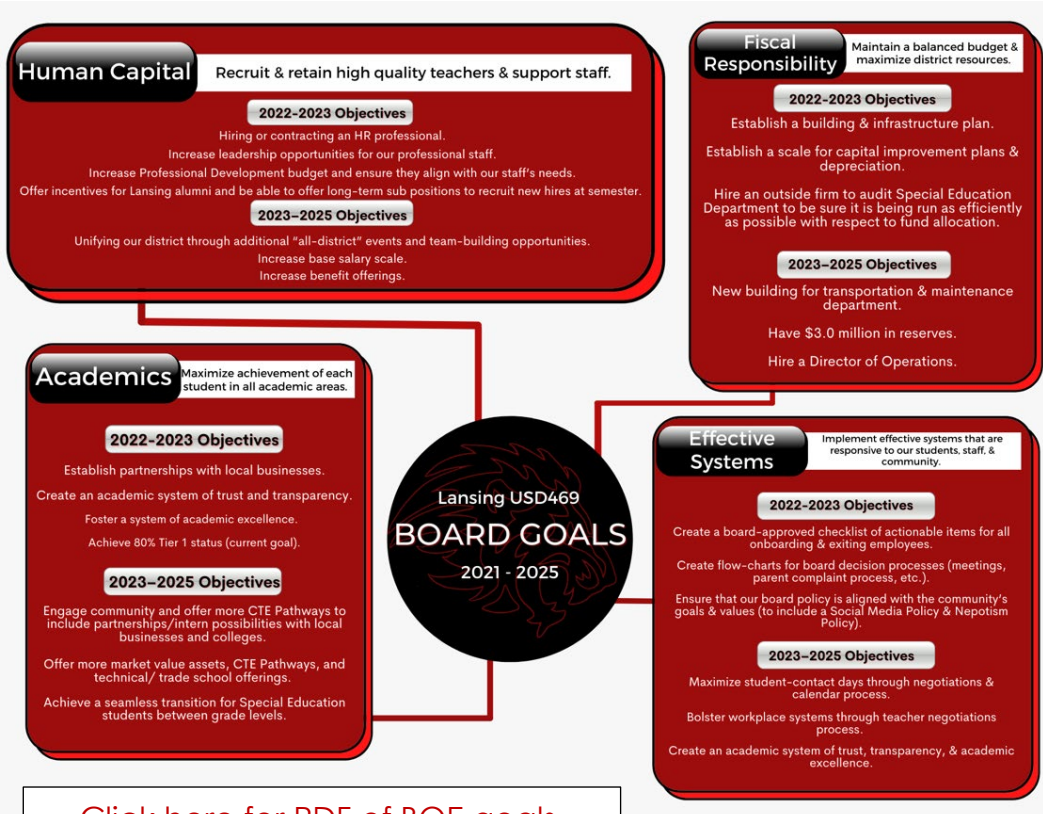 Human Capital
Recruit & retain high quality teachers & support staff.
2022-2023 Objectives
Hiring or contracting an HR professional.
Increase leadership opportunities for our professional staff.
Increase Professional Development budget and ensure they align with our staff's needs.
Offer incentives for Lansing alumni and be able to offer long-term sub positions to recruit new hires at semester.
2023–2025 Objectives
Unifying our district through additional "all-district" events and team-building opportunities.
Increase base salary scale.
Increase benefit offerings.
Fiscal
Responsibility
Maintain a balanced budget &
maximize district resources.
2022-2023 Objectives
Establish a building & infrastructure plan.
Establish a scale for capital improvement plans &
depreciation.
Hire an outside firm to audit Special Education
Department to be sure it is being run as efficiently
as possible with respect to fund allocation.
2023–2025 Objectives
New building for transportation & maintenance
department.
Have $3.0 million in reserves.
Hire a Director of Operations.
Academics
Maximize achievement of each
student in all academic areas.
2022-2023 Objectives
Establish partnerships with local businesses.
Create an academic system of trust and transparency.
Foster a system of academic excellence.
Achieve 80% Tier 1 status (current goal).
2023–2025 Objectives
Engage community and offer more CTE Pathways to
include partnerships/intern possibilities with local
businesses and colleges.
Offer more market value assets, CTE Pathways, and
technical/ trade school offerings.
Achieve a seamless transition for Special Education
students between grade levels.
Lansing USD469
BOARD GOALS
2021 - 2025
Effective
Systems
Implement effective systems that are
responsive to our students, staff, &
community.
2022-2023 Objectives
Create a board-approved checklist of actionable items for all
onboarding & exiting employees.
Create flow-charts for board decision processes (meetings,
parent complaint process, etc.).
Ensure that our board policy is aligned with the community's
goals & values (to include a Social Media Policy & Nepotism
Policy).
2023–2025 Objectives
Maximize student-contact days through negotiations &
calendar process.
Bolster workplace systems through teacher negotiations
process.
Create an academic system of trust, transparency, & academic
excellence.
Click here for PDF of BOE goals